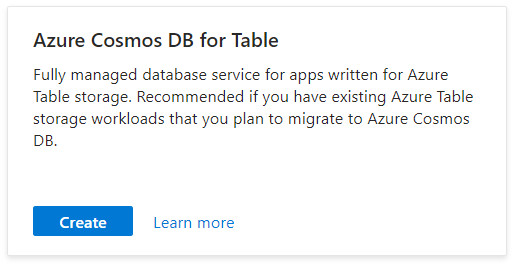 Azure Cosmos DB for Table
Fully managed database service for apps written for Azure
Table storage. Recommended if you have existing Azure Table
storage workloads that you plan to migrate to Azure Cosmos
DB.
Create
Learn more